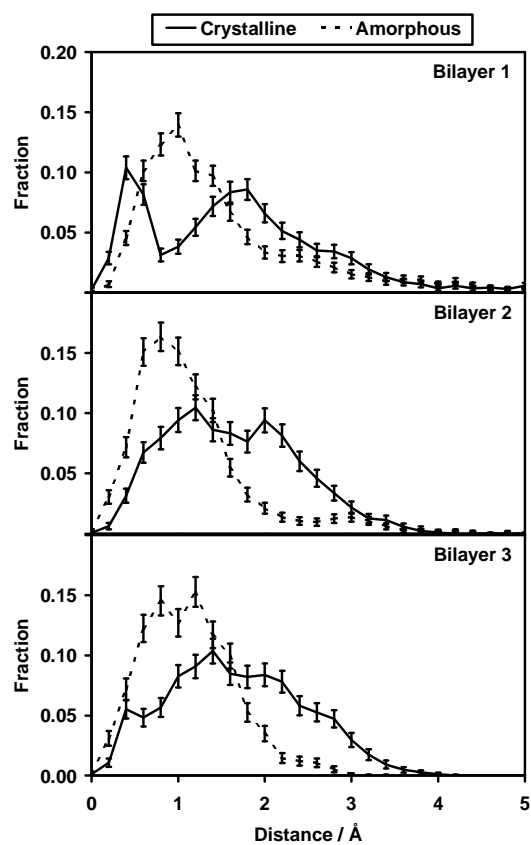 Crystalline Amorphous
Bilayer 1
0.20
0.15
0.10
0.05
0.00
Fraction
Bilayer 2
0.15
0.10
0.05
Fraction
Bilayer 3
0.15
0.10
0.05
0.00
Fraction
0 1 2 3 4 5
Distance / Å